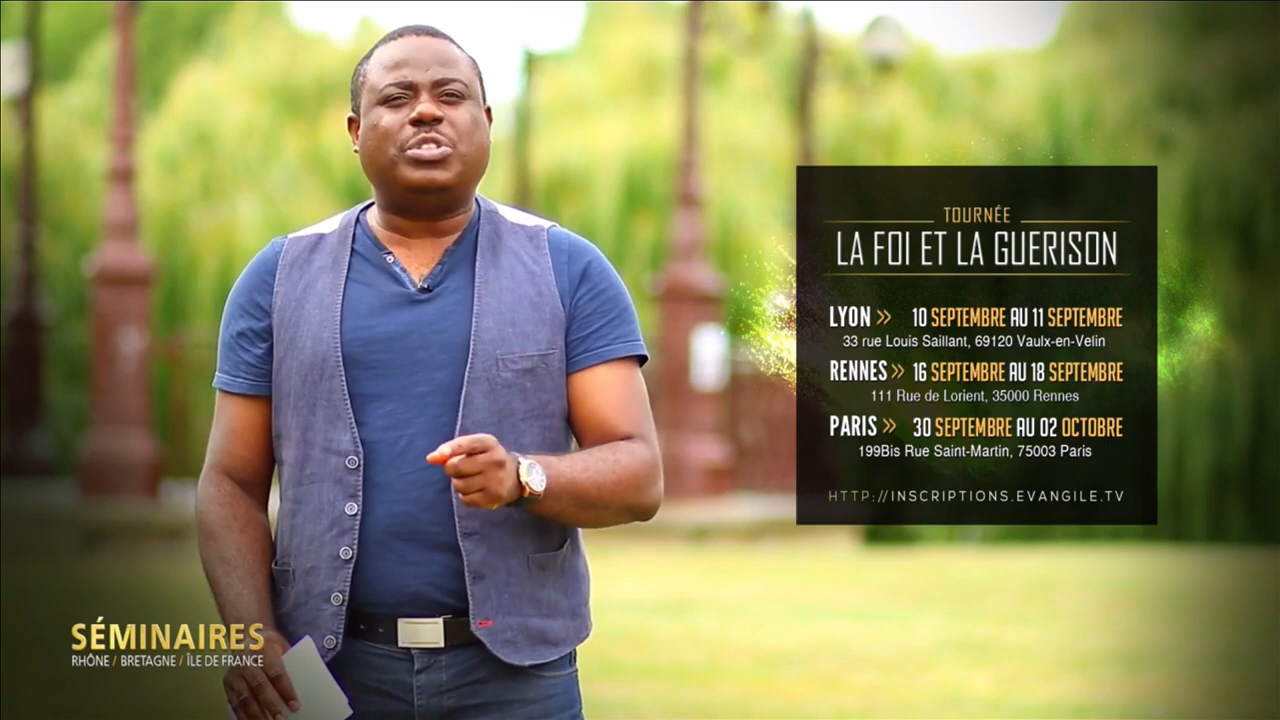 TOURNÉE
LA FOI ET LA GUERISON
LYON » 10 SEPTEMBRE AU 11 SEPTEMBRE
33 rue Louis Saillant, 69120 Vaulx-en-Velin
RENNES » 16 SEPTEMBRE AU 18 SEPTEMBRE
111 Rue de Lorient, 35000 Rennes
PARIS » 30 SEPTEMBRE AU 02 OCTOBRE
199Bis Rue Saint-Martin, 75003 Paris
HTTP://INSCRIPTIONS.EVANGILE.TV
SÉMINAIRES
RHÔNE / BRETAGNE / ÎLE DE FRANCE